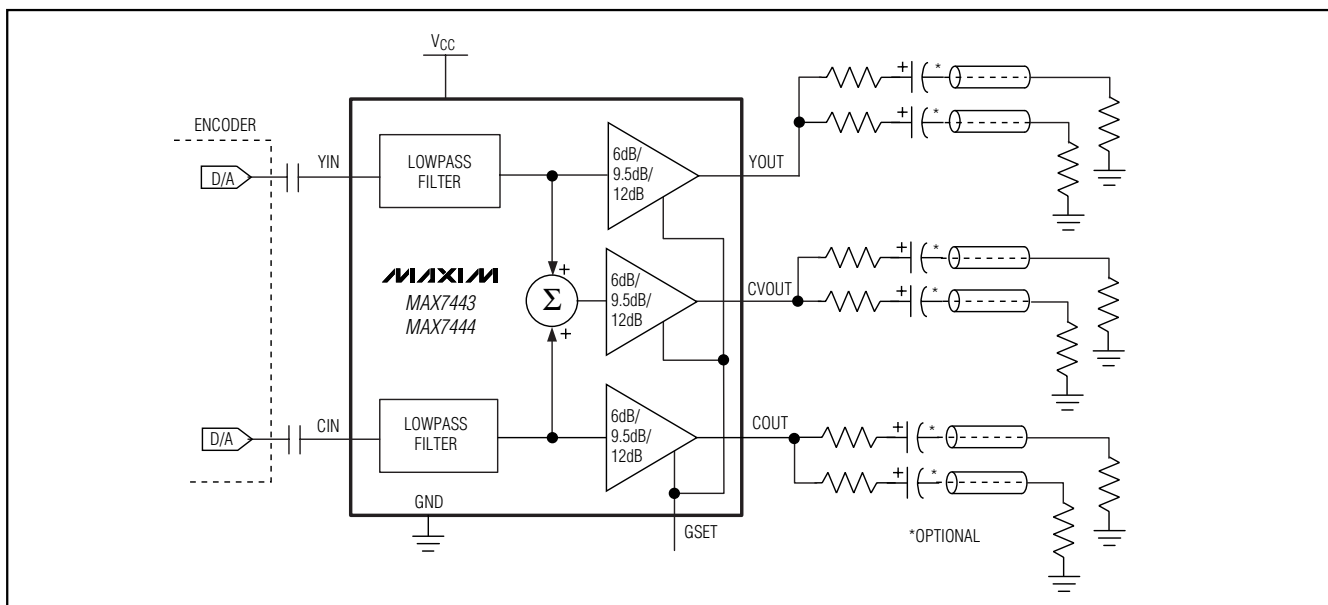 VCC
ENCODER
D/A
YIN
LOWPASS
FILTER
6dB/
9.5dB/
12dB
YOUT
+ *
+ *
MAXIM
MAX7443
MAX7444
+
Σ
+
6dB/
9.5dB/
12dB
CVOUT
+ *
+ *
D/A
CIN
LOWPASS
FILTER
6dB/
9.5dB/
12dB
COUT
+ *
+ *
GND
GSET
*OPTIONAL